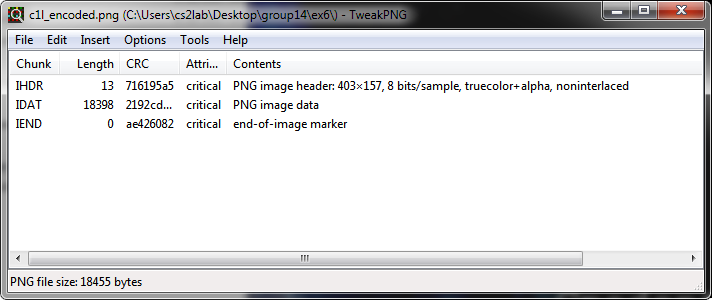 c1l_encoded.png (C:\Users\cs2lab\Desktop\group14\ex6\) - TweakPNG
File Edit Insert Options Tools Help
Chunk Length CRC Attri... Contents
IHDR 13 716195a5 critical PNG image header: 403×157, 8 bits/sample, truecolor+alpha, noninterlaced
IDAT 18398 2192cd... critical PNG image data
IEND 0 ae426082 critical end-of-image marker
PNG file size: 18455 bytes